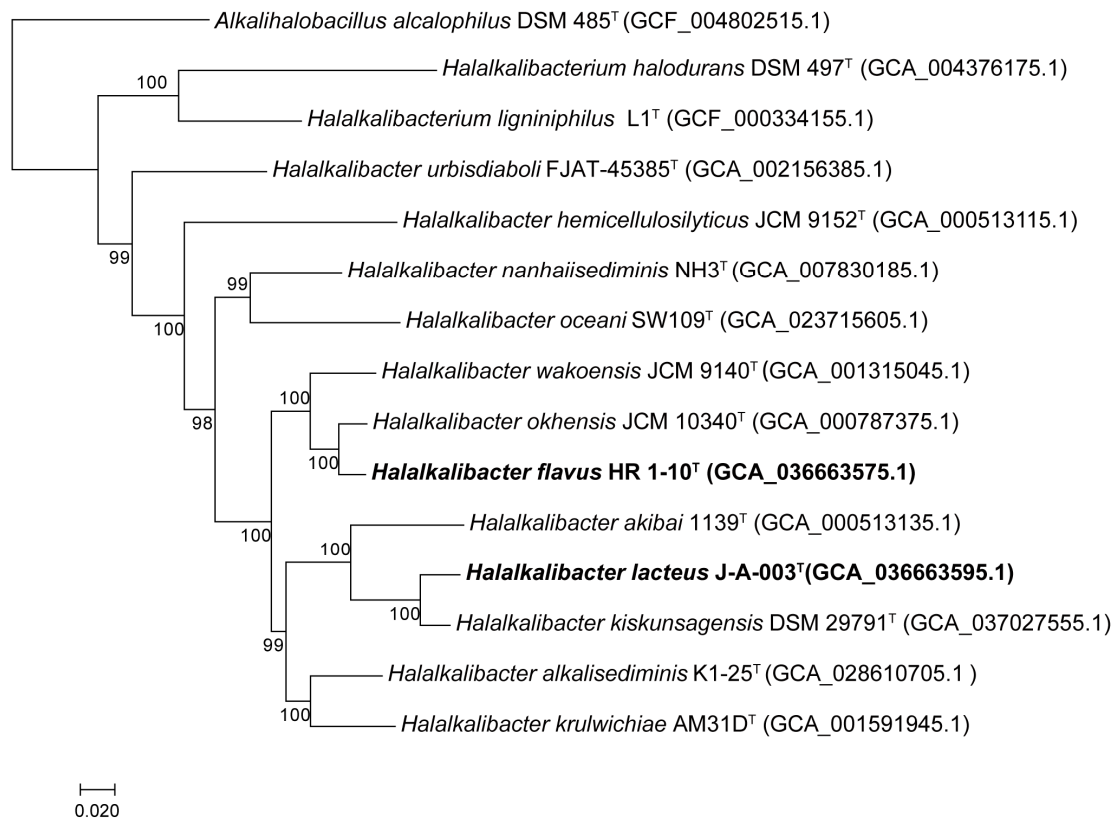 Alkalihalobacillus alcalophilus DSM 485ᵀ (GCF_004802515.1)
100
Halalkalibacterium halodurans DSM 497ᵀ (GCA_004376175.1)
Halalkalibacterium ligniniphilus L1ᵀ (GCF_000334155.1)
Halalkalibacter urbisdiaboli FJAT-45385ᵀ (GCA_002156385.1)
Halalkalibacter hemicellulosilyticus JCM 9152ᵀ (GCA_000513115.1)
99
Halalkalibacter nanhaiisediminis NH3ᵀ (GCA_007830185.1)
99
Halalkalibacter oceani SW109ᵀ (GCA_023715605.1)
100
Halalkalibacter wakoensis JCM 9140ᵀ (GCA_001315045.1)
100
Halalkalibacter okhensis JCM 10340ᵀ (GCA_000787375.1)
98
100
Halalkalibacter flavus HR 1-10ᵀ (GCA_036663575.1)
Halalkalibacter akibai 1139ᵀ (GCA_000513135.1)
100
100
Halalkalibacter lacteus J-A-003ᵀ(GCA_036663595.1)
100
Halalkalibacter kiskunsagensis DSM 29791ᵀ (GCA_037027555.1)
99
Halalkalibacter alkalisediminis K1-25ᵀ (GCA_028610705.1 )
100
Halalkalibacter krulwichiae AM31Dᵀ (GCA_001591945.1)
0.020